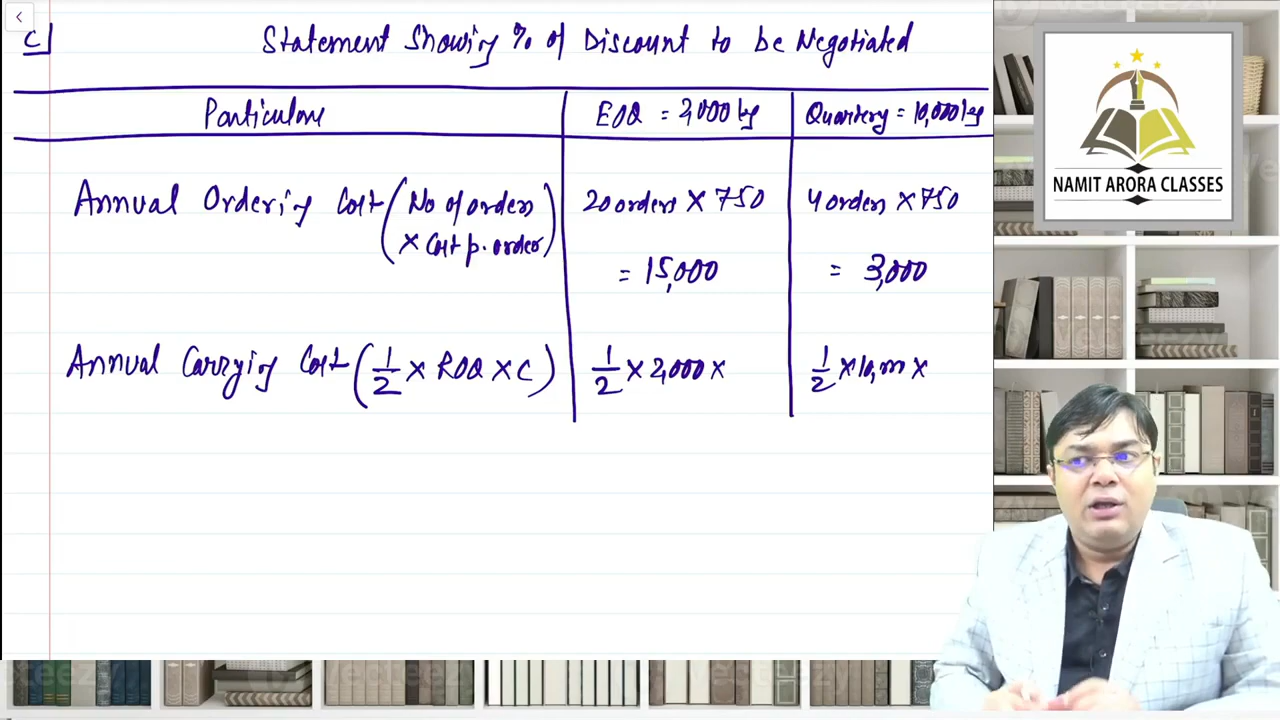 C]
Statement Showing % of Discount to be Negotiated
Particulars
EOQ = 2,000 kg
Quarterly = 10,000 kg
Annual Ordering Cost (No of orders × Cost p. order)
20 orders × 750
= 15,000
4 orders × 750
= 3,000
Annual Carrying Cost (1/2 × ROQ × C)
1/2 × 2,000 ×
1/2 × 10,000 ×
NAMIT ARORA CLASSES